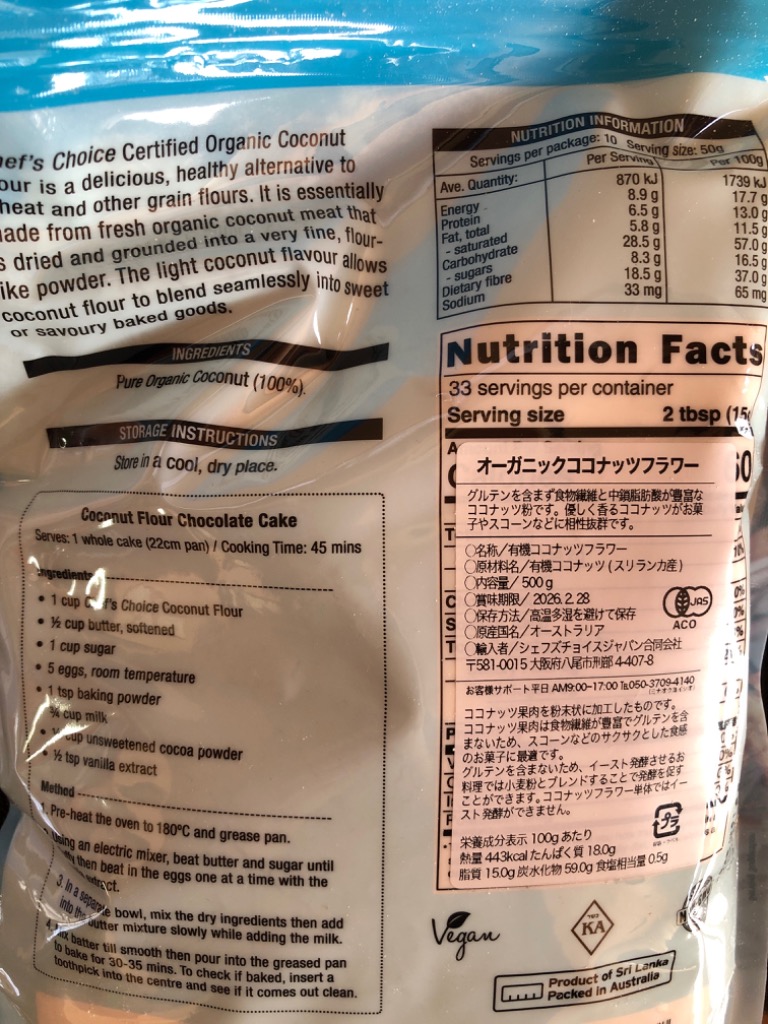 hef's Choice Certified Organic Coconut
our is a delicious, healthy alternative to
heat and other grain flours. It is essentially
ade from fresh organic coconut meat that
s dried and grounded into a very fine, flour-
ike powder. The light coconut flavour allows
coconut flour to blend seamlessly into sweet
or savoury baked goods.
INGREDIENTS
Pure Organic Coconut (100%).
STORAGE INSTRUCTIONS
Store in a cool, dry place.
Coconut Flour Chocolate Cake
Serves: 1 whole cake (22cm pan) / Cooking Time: 45 mins
Ingredients
• 1 cup Chef's Choice Coconut Flour
• ½ cup butter, softened
• 1 cup sugar
• 5 eggs, room temperature
• 1 tsp baking powder
¾ cup milk
cup unsweetened cocoa powder
• ½ tsp vanilla extract
Method
1. Pre-heat the oven to 180ºC and grease pan.
Using an electric mixer, beat butter and sugar until
then beat in the eggs one at a time with the
extract.
3. In a separate bowl, mix the dry ingredients then add
into the butter mixture slowly while adding the milk.
4. Mix batter till smooth then pour into the greased pan
to bake for 30-35 mins. To check if baked, insert a
toothpick into the centre and see if it comes out clean.
NUTRITION INFORMATION
Servings per package: 10 Serving size: 50g
Ave. Quantity: Per Serving Per 100g
Energy 870 kJ 1739 kJ
Protein 8.9 g 17.7 g
Fat, total 6.5 g 13.0 g
- saturated 5.8 g 11.5 g
Carbohydrate 28.5 g 57.0 g
- sugars 8.3 g 16.5 g
Dietary fibre 18.5 g 37.0 g
Sodium 33 mg 65 mg
Nutrition Facts
33 servings per container
Serving size 2 tbsp (15g
オーガニックココナッツフラワー
グルテンを含まず食物繊維と中鎖脂肪酸が豊富な
ココナッツ粉です。優しく香るココナッツがお菓
子やスコーンなどに相性抜群です。
○名称/有機ココナッツフラワー
○原材料名/有機ココナッツ(スリランカ産)
○内容量/500g
○賞味期限/2026.2.28
○保存方法/高温多湿を避けて保存
○原産国名/オーストラリア
○輸入者/シェフズチョイスジャパン合同会社
〒581-0015 大阪府八尾市刑部 4-407-8
JAS
ACO
お客様サポート平日 AM9:00-17:00 ℡050-3709-4140
ココナッツ果肉を粉末状に加工したものです。
ココナッツ果肉は食物繊維が豊富でグルテンを含
まないため、スコーンなどのサクサクとした食感
のお菓子に最適です。
グルテンを含まないため、イースト発酵させるお
料理では小麦粉とブレンドすることで発酵を促す
ことができます。ココナッツフラワー単体ではイー
スト発酵ができません。
プラ
栄養成分表示 100g あたり
熱量 443kcal たんぱく質 18.0g
脂質 15.0g 炭水化物 59.0g 食塩相当量 0.5g
Vegan
KA
Product of Sri Lanka
Packed in Australia